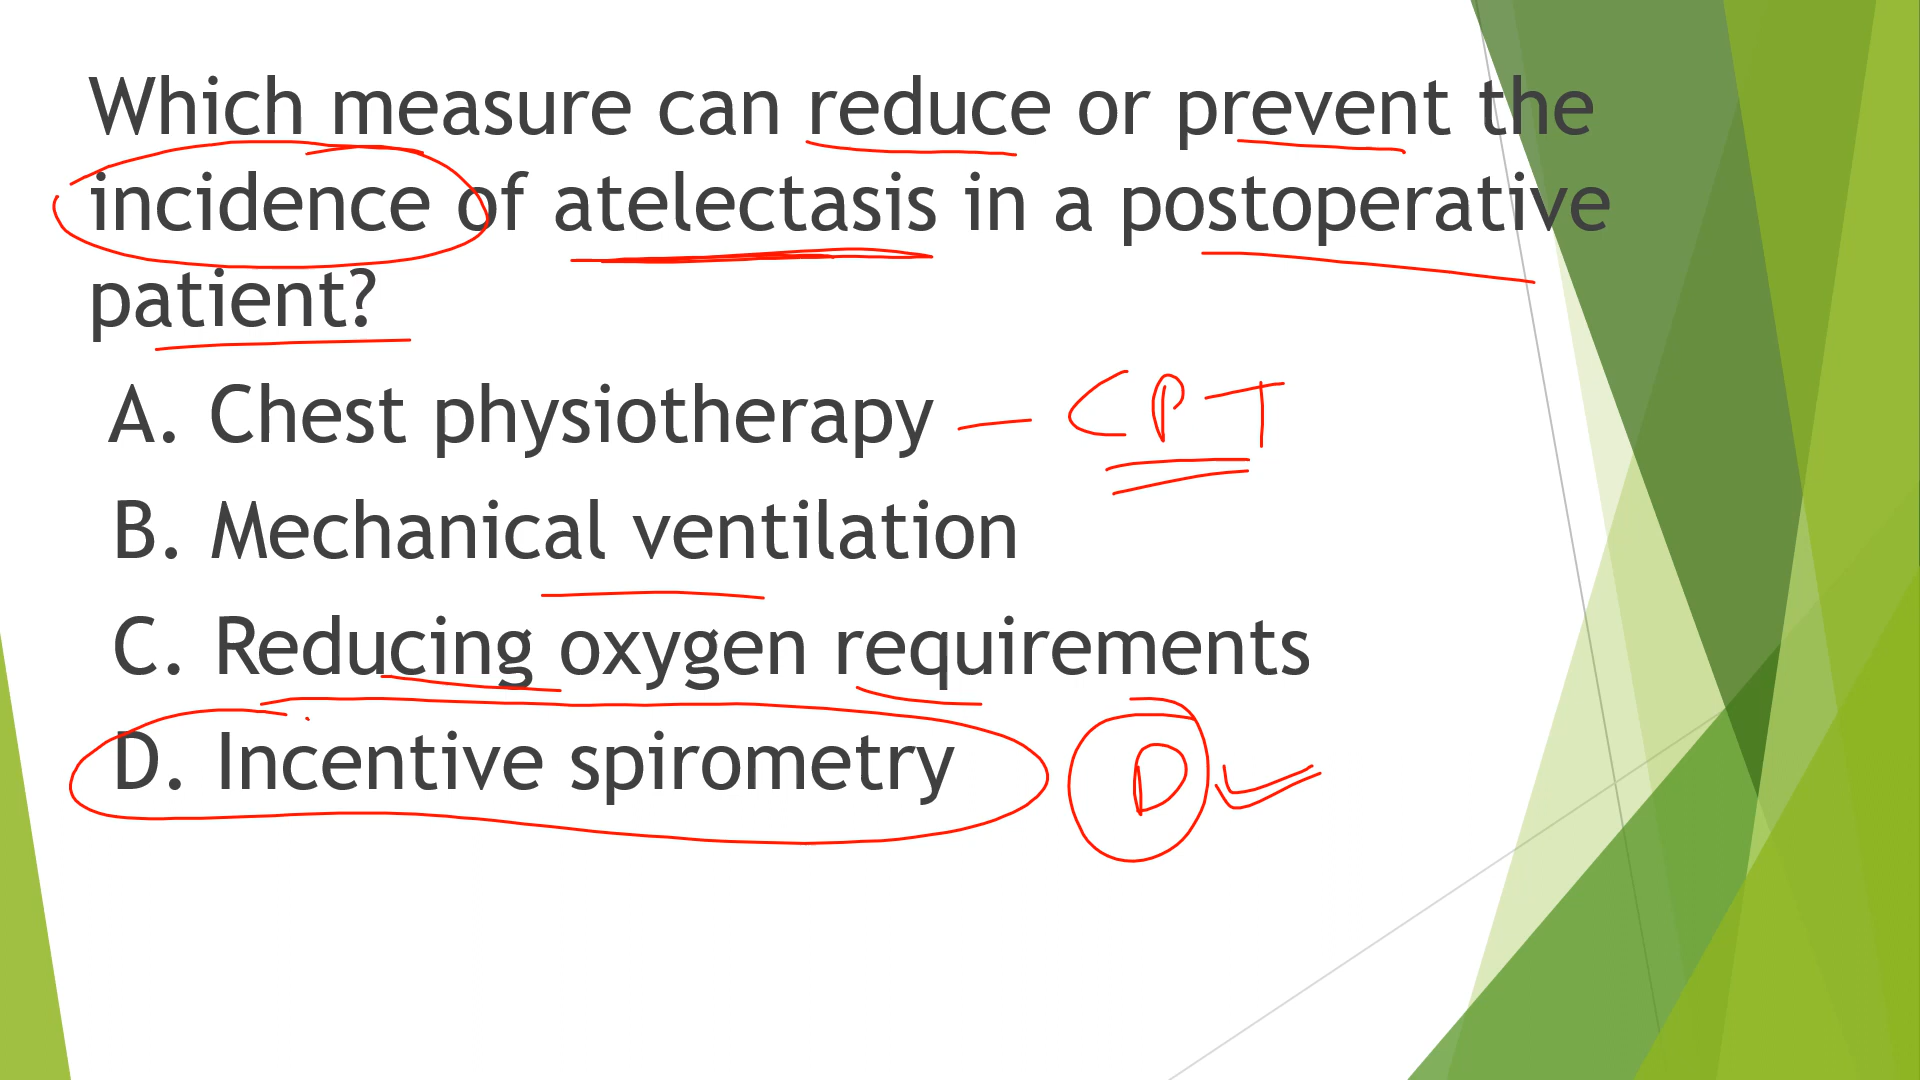 Which measure can reduce or prevent the
incidence of atelectasis in a postoperative
patient?
A. Chest physiotherapy — CPT
B. Mechanical ventilation
C. Reducing oxygen requirements
D. Incentive spirometry D